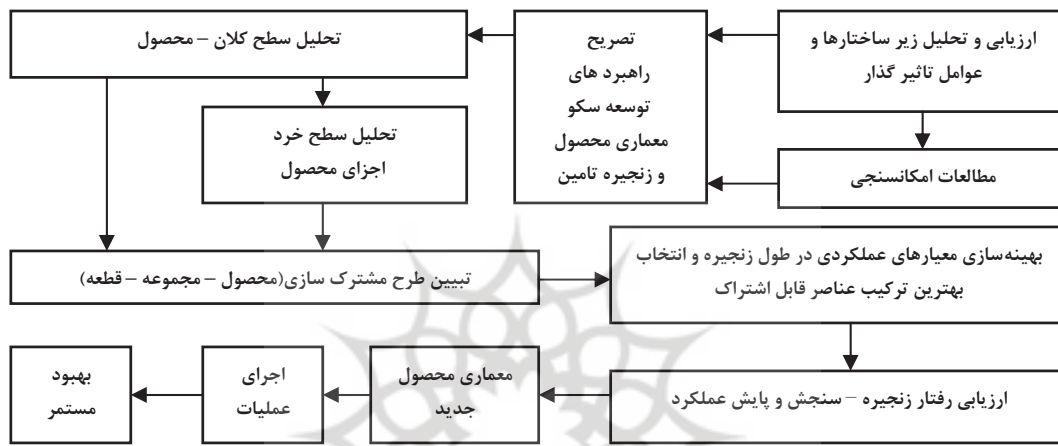 ارزیابی و تحلیل زیر ساختارها و
عوامل تاثیر گذار
مطالعات امکانسنجی
تصریح
راهبرد های
توسعه سکو
معماری محصول
و زنجیره تامین
تحلیل سطح کلان – محصول
تحلیل سطح خرد
اجزای محصول
تبیین طرح مشترک سازی(محصول – مجموعه – قطعه)
بهینه‌سازی معیارهای عملکردی در طول زنجیره و انتخاب
بهترین ترکیب عناصر قابل اشتراک
ارزیابی رفتار زنجیره – سنجش و پایش عملکرد
معماری محصول
جدید
اجرای
عملیات
بهبود
مستمر